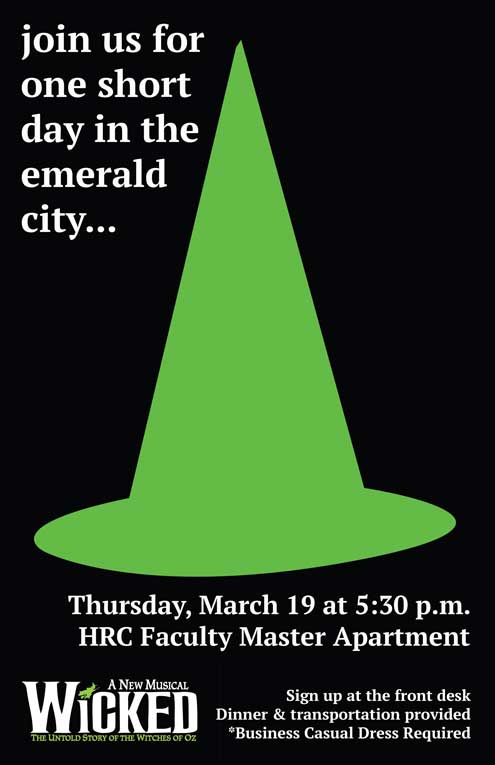 join us for
one short
day in the
emerald
city...
Thursday, March 19 at 5:30 p.m.
HRC Faculty Master Apartment
A New Musical
WICKED
The Untold Story of the Witches of Oz
Sign up at the front desk
Dinner & transportation provided
*Business Casual Dress Required